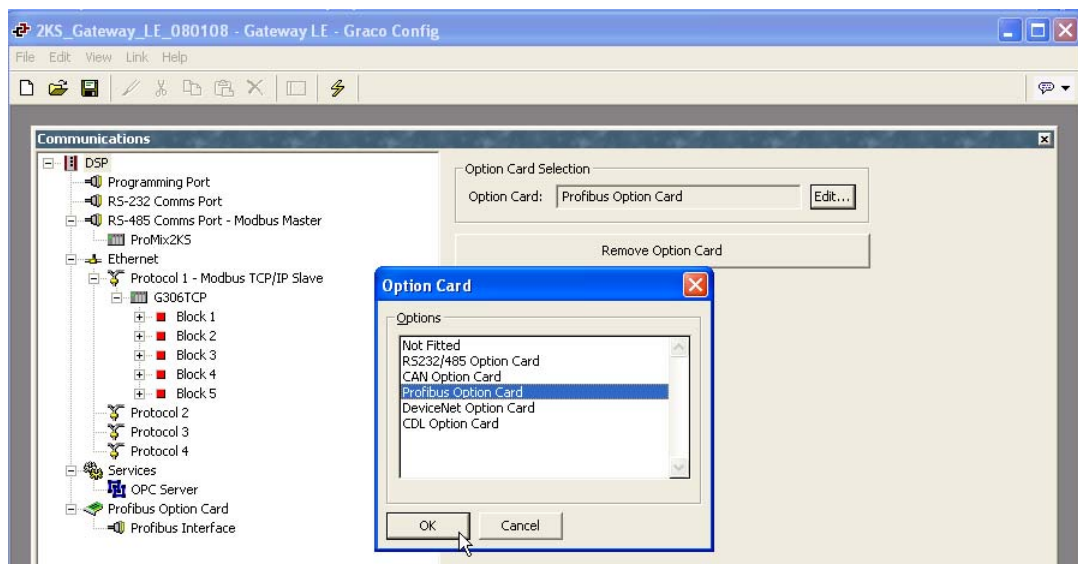 2KS_Gateway_LE_080108 - Gateway LE - Graco Config
File Edit View Link Help
Communications
DSP
Programming Port
RS-232 Comms Port
RS-485 Comms Port - Modbus Master
ProMix2KS
Ethernet
Protocol 1 - Modbus TCP/IP Slave
G306TCP
Block 1
Block 2
Block 3
Block 4
Block 5
Protocol 2
Protocol 3
Protocol 4
Services
OPC Server
Profibus Option Card
Profibus Interface
Option Card Selection
Option Card: Profibus Option Card Edit...
Remove Option Card
Option Card
Options
Not Fitted
RS232/485 Option Card
CAN Option Card
Profibus Option Card
DeviceNet Option Card
CDL Option Card
OK Cancel